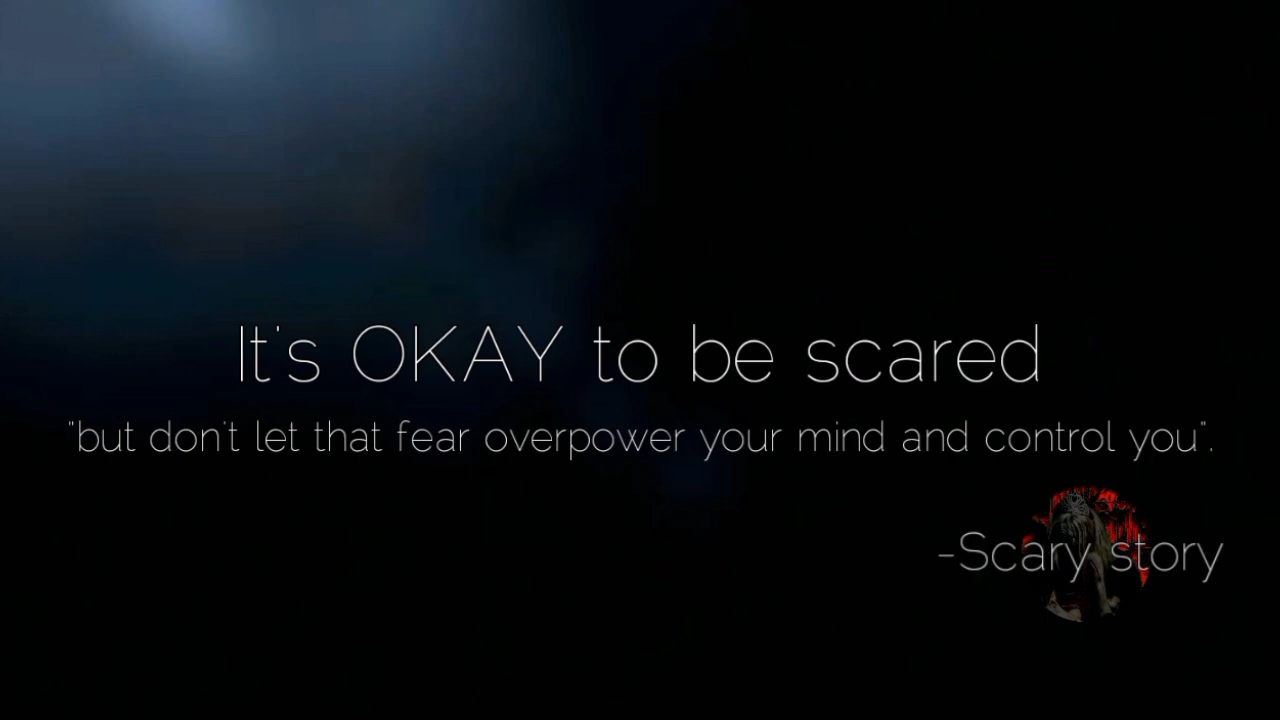 It's OKAY to be scared
"but don't let that fear overpower your mind and control you".
-Scary story